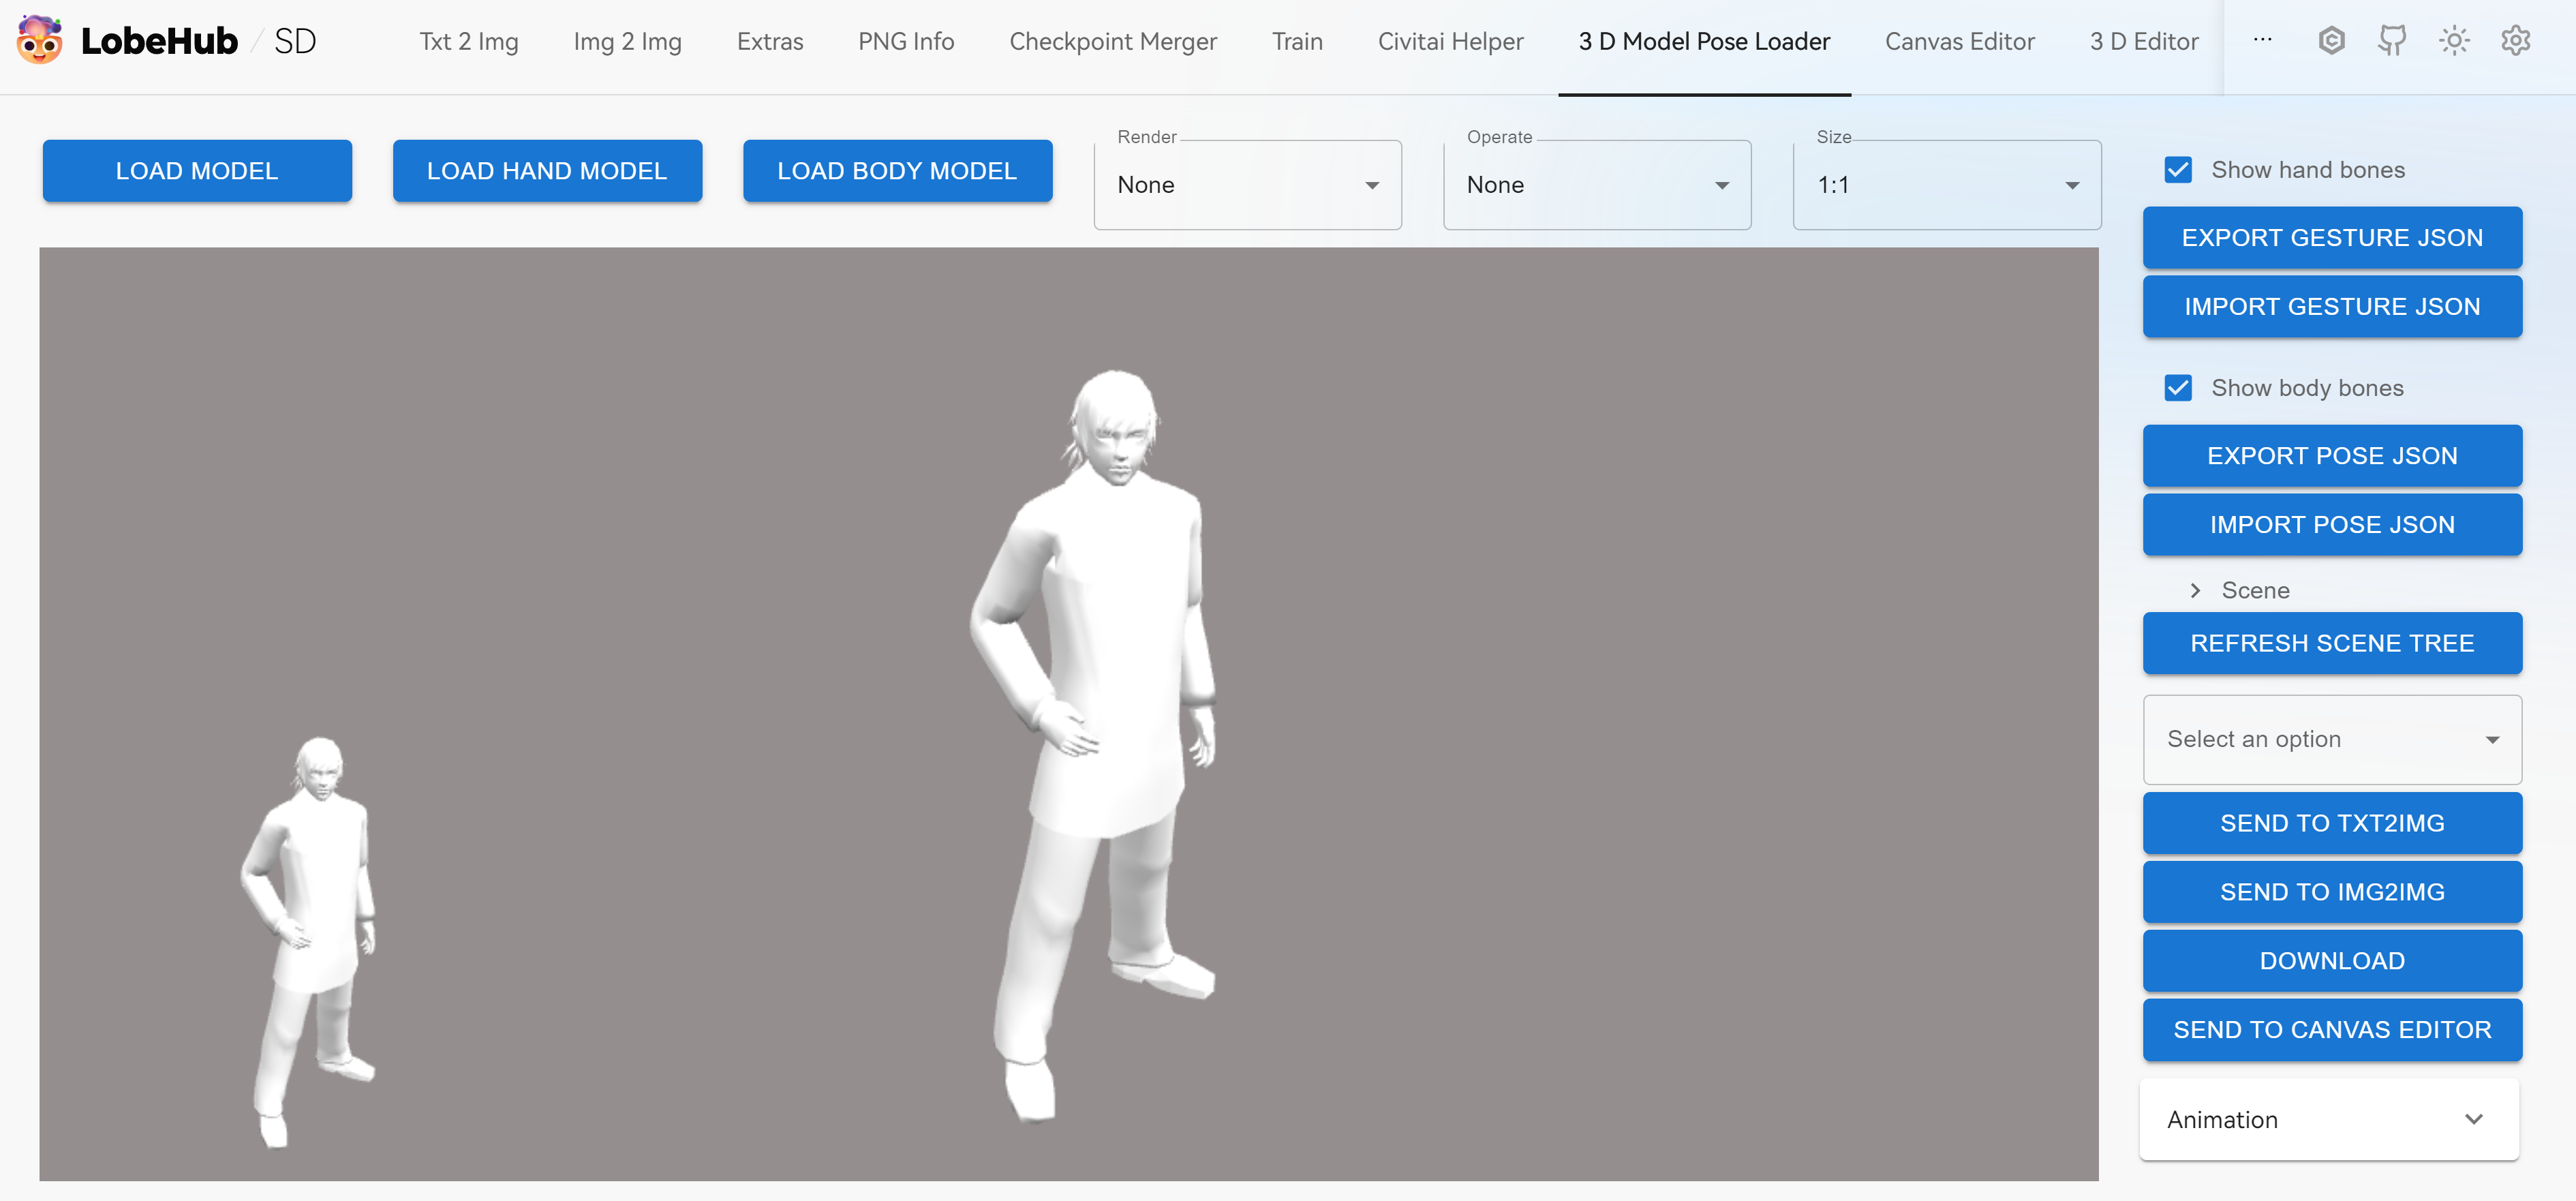 LobeHub / SD
Txt 2 Img
Img 2 Img
Extras
PNG Info
Checkpoint Merger
Train
Civitai Helper
3 D Model Pose Loader
Canvas Editor
3 D Editor
...
LOAD MODEL
LOAD HAND MODEL
LOAD BODY MODEL
Render
None
Operate
None
Size
1:1
Show hand bones
EXPORT GESTURE JSON
IMPORT GESTURE JSON
Show body bones
EXPORT POSE JSON
IMPORT POSE JSON
Scene
REFRESH SCENE TREE
Select an option
SEND TO TXT2IMG
SEND TO IMG2IMG
DOWNLOAD
SEND TO CANVAS EDITOR
Animation